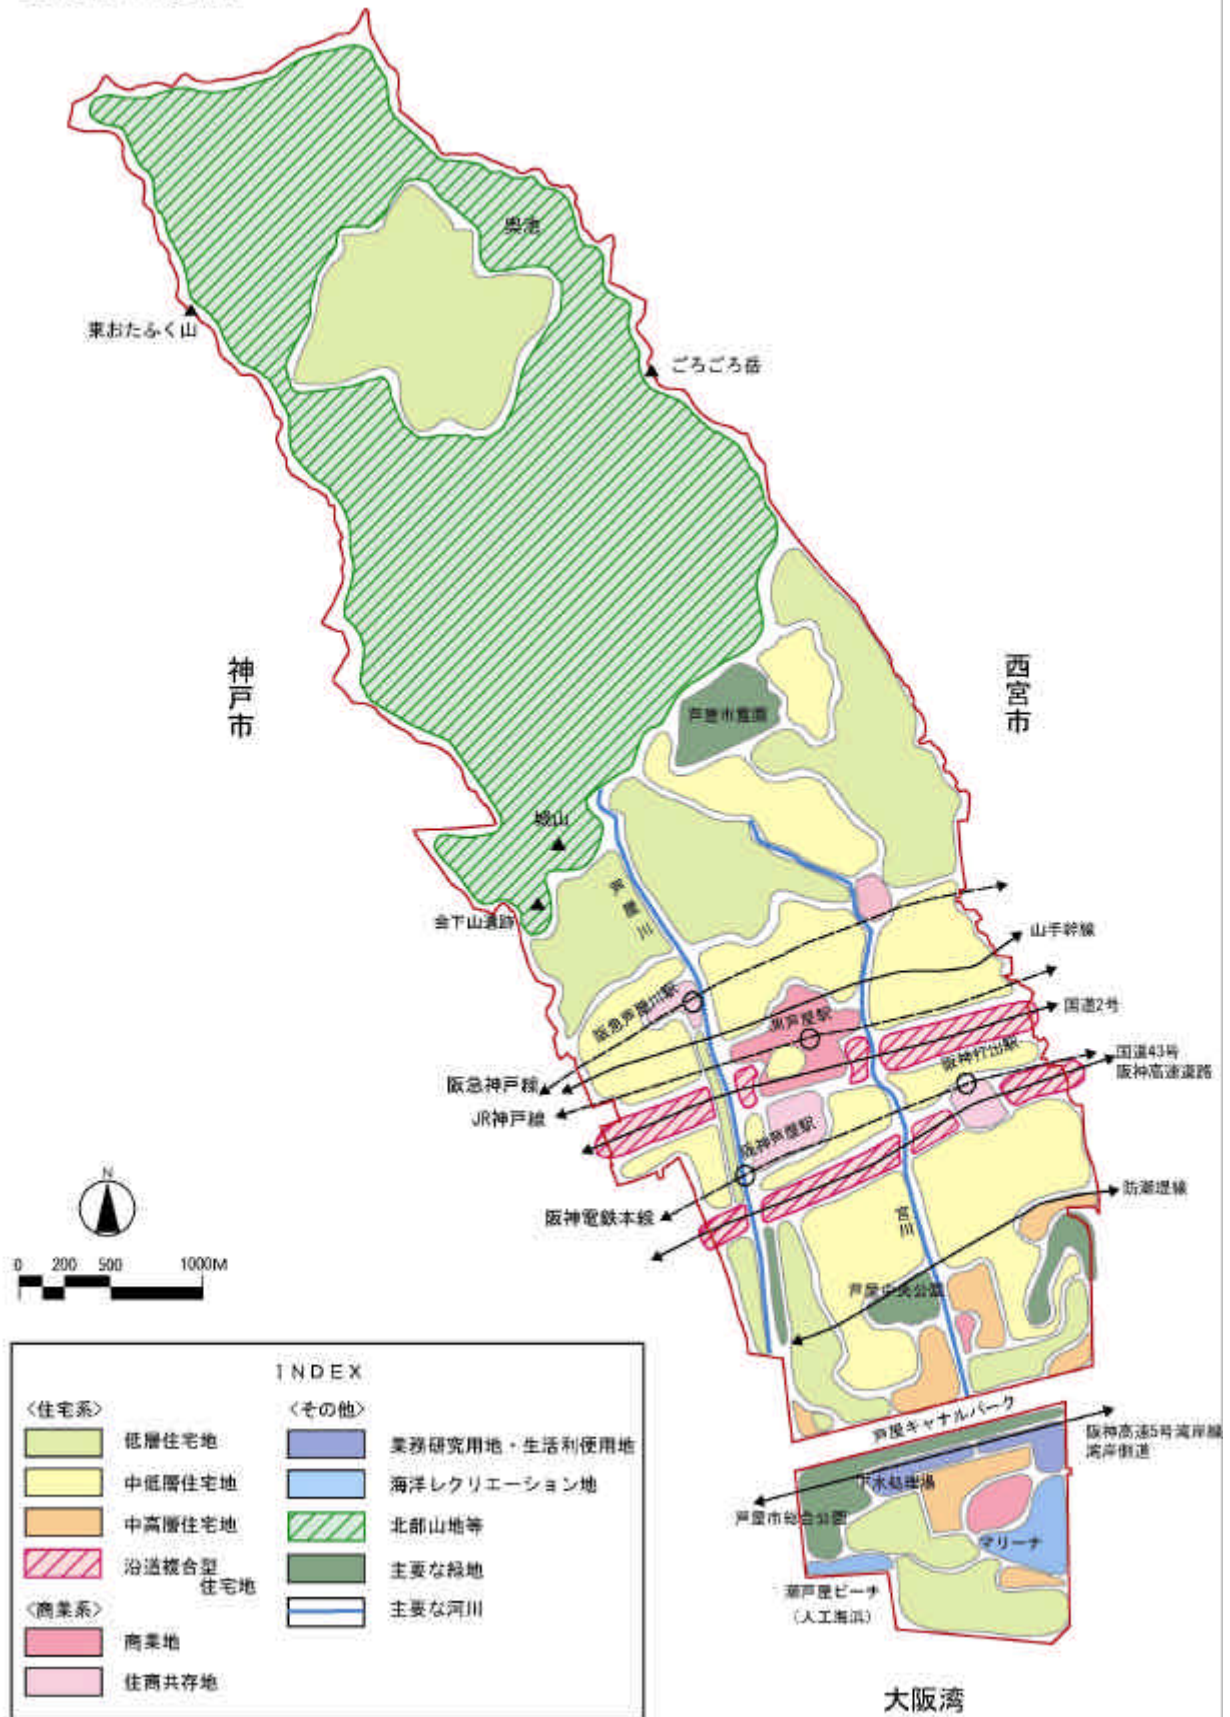 奥池
東おたふく山
ごろごろ岳
神戸市
西宮市
芦屋市霊園
城山
会下山遺跡
芦屋川
山手幹線
阪急芦屋川駅
JR芦屋駅
国道2号
阪神打出駅
国道43号
阪神高速道路
阪急神戸線
JR神戸線
阪神芦屋駅
N
防潮堤線
阪神電鉄本線
宮川
0 200 500 1000M
芦屋中央公園
INDEX
<住宅系>
低層住宅地
中低層住宅地
中高層住宅地
沿道複合型
住宅地
<商業系>
商業地
住商共存地
<その他>
業務研究用地・生活利便用地
海洋レクリエーション地
北部山地等
主要な緑地
主要な河川
芦屋キャナルパーク
阪神高速5号湾岸線
湾岸側道
下水処理場
芦屋市総合公園
マリーナ
潮芦屋ビーチ
(人工海浜)
大阪湾